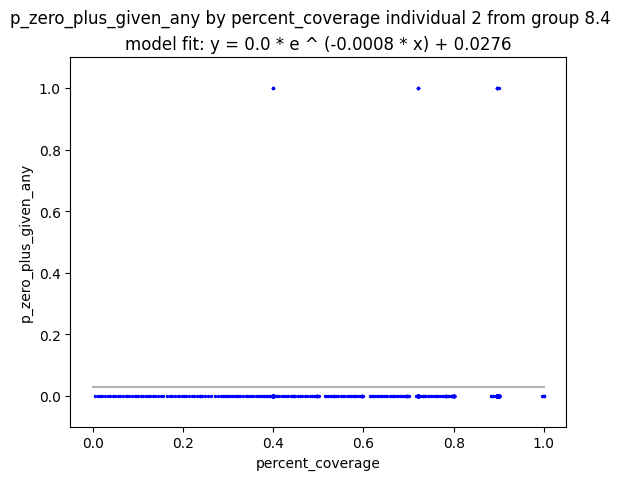 p_zero_plus_given_any by percent_coverage individual 2 from group 8.4
model fit: y = 0.0 * e ^ (-0.0008 * x) + 0.0276
p_zero_plus_given_any
1.0
0.8
0.6
0.4
0.2
0.0
0.0 0.2 0.4 0.6 0.8 1.0
percent_coverage